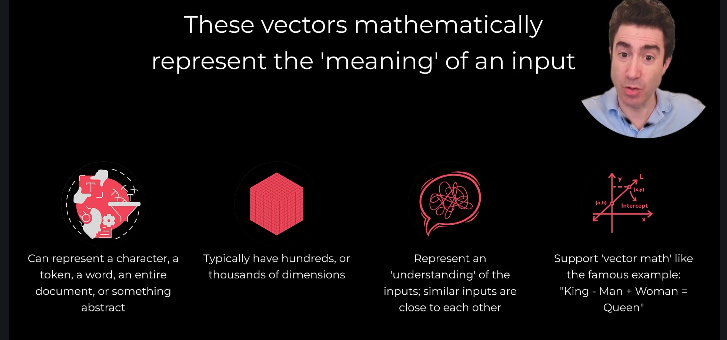 These vectors mathematically
represent the 'meaning' of an input
Can represent a character, a
token, a word, an entire
document, or something
abstract
Typically have hundreds, or
thousands of dimensions
Represent an
'understanding' of the
inputs; similar inputs are
close to each other
Y
L
Intercept
X
Support 'vector math' like
the famous example:
"King - Man + Woman =
Queen"